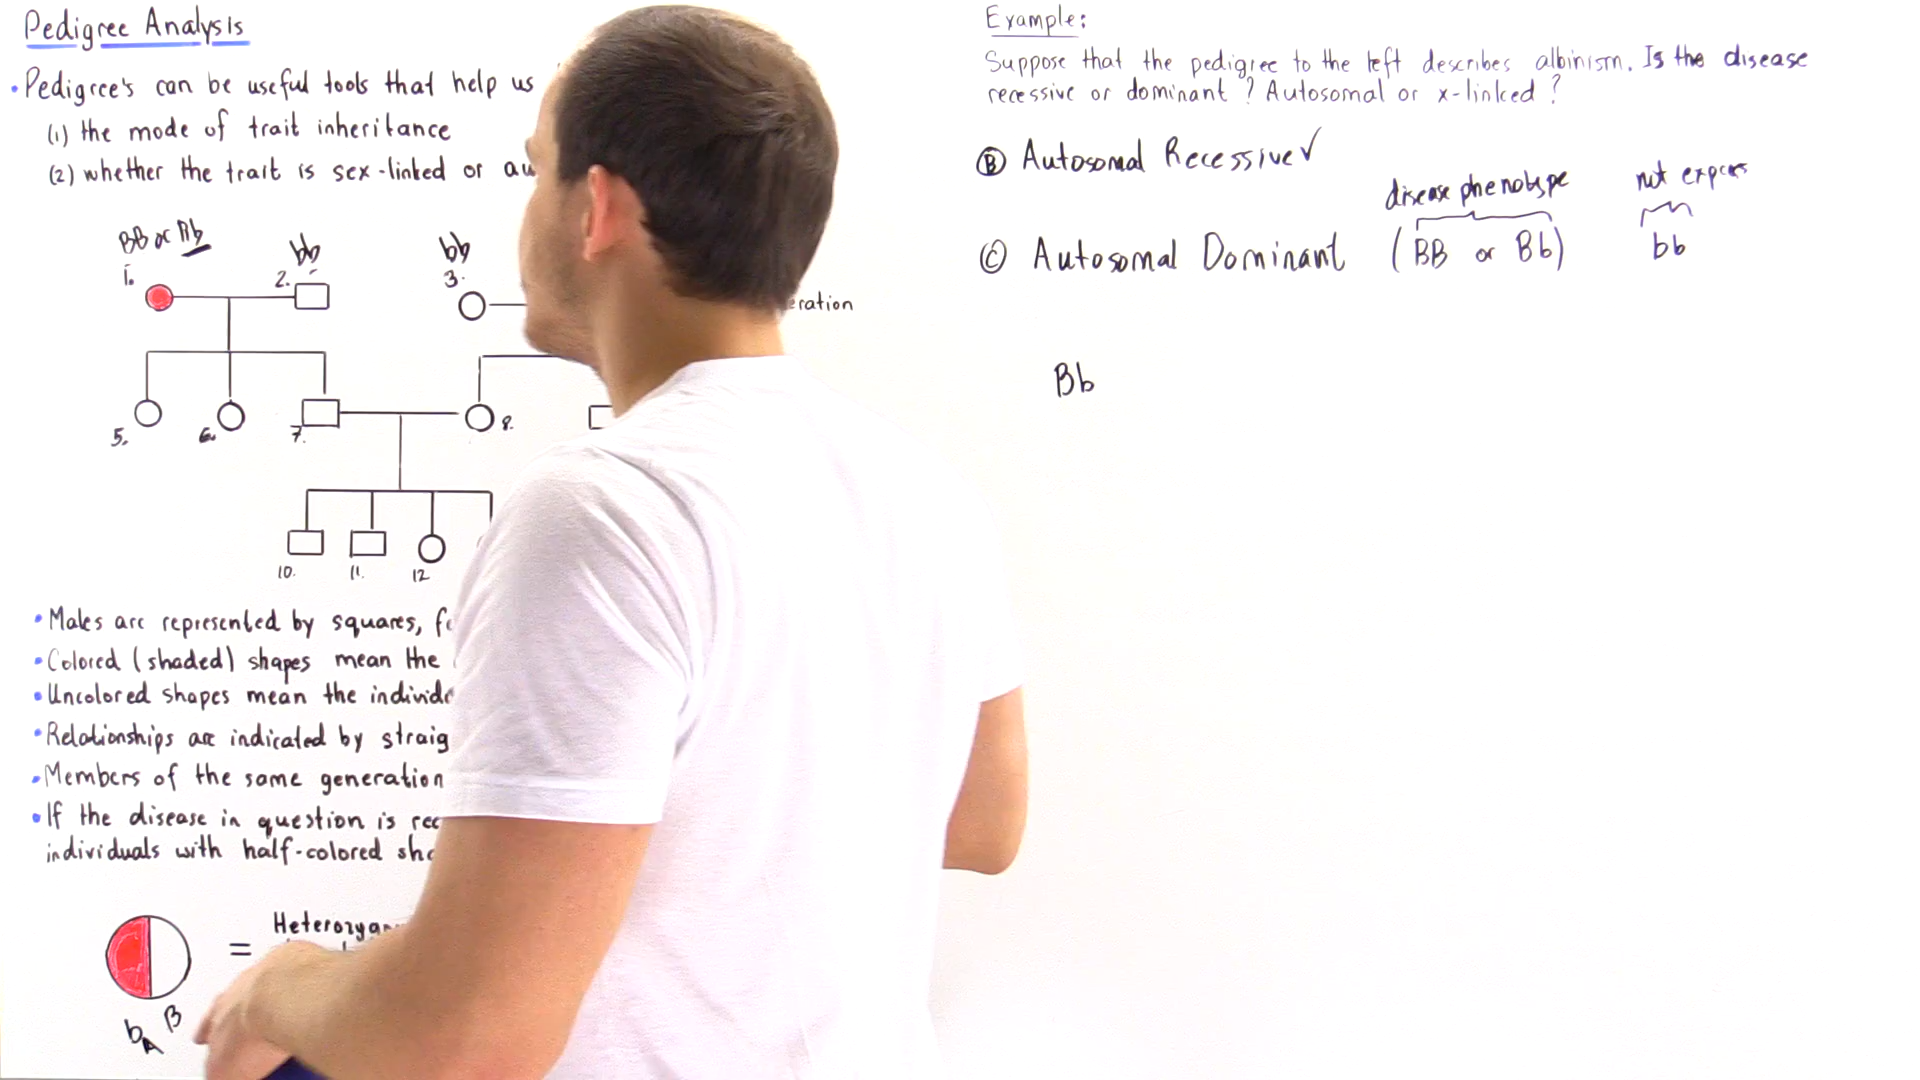 Pedigree Analysis
• Pedigree's can be useful tools that help us
(1) the mode of trait inheritance
(2) whether the trait is sex-linked or au
BB or Bb
bb
bb
1.
2.
3.
eration
5.
6.
7.
8.
10.
11.
12
• Males are represented by squares, f
• Colored (shaded) shapes mean the
• Uncolored shapes mean the individ
• Relationships are indicated by straig
• Members of the same generation
• If the disease in question is rec
individuals with half-colored sha
= Heterozygo
b B
A
Example:
Suppose that the pedigree to the left describes albinism. Is the disease
recessive or dominant? Autosomal or x-linked?
Ⓑ Autosomal Recessive ✓
disease phenotype
not express
Ⓒ Autosomal Dominant (BB or Bb) bb
Bb